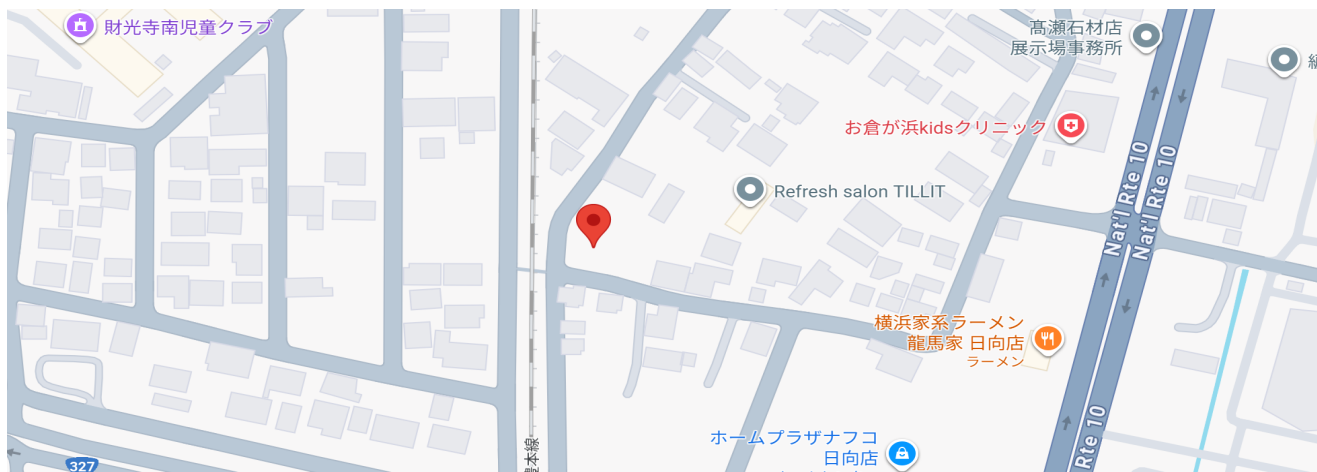 財光寺南児童クラブ
髙瀬石材店
展示場事務所
お倉が浜kidsクリニック
Refresh salon TILLIT
Nat'l Rte 10
Nat'l Rte 10
横浜家系ラーメン
龍馬家 日向店
ラーメン
ホームプラザナフコ
日向店
Rte 10
本線
327